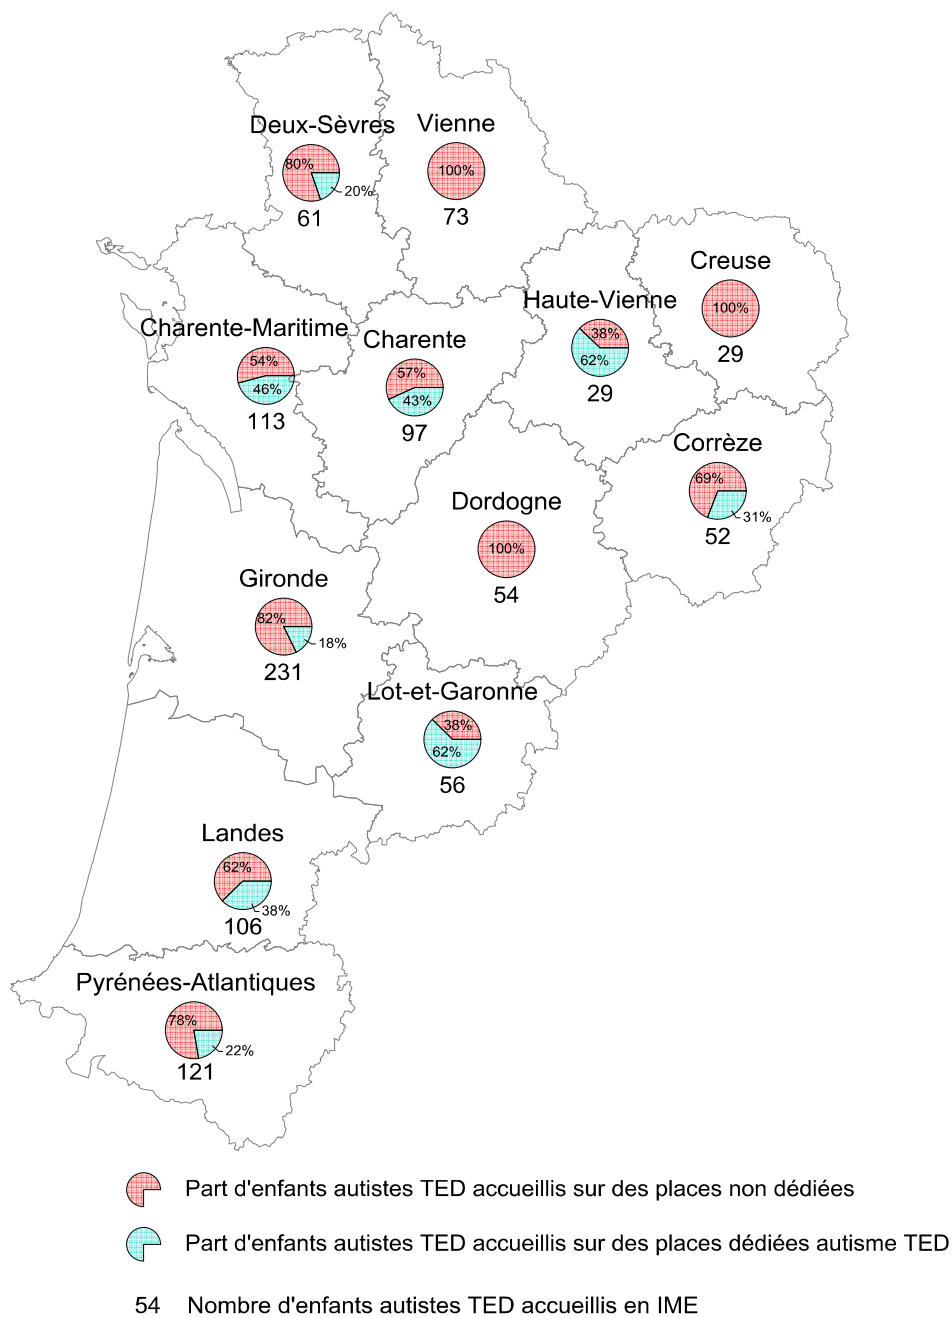 Deux-Sèvres
80%
20%
61
Vienne
100%
73
Creuse
100%
29
Haute-Vienne
38%
62%
29
Charente-Maritime
54%
46%
113
Charente
57%
43%
97
Corrèze
69%
31%
52
Dordogne
100%
54
Gironde
82%
18%
231
Lot-et-Garonne
38%
62%
56
Landes
62%
38%
106
Pyrénées-Atlantiques
78%
22%
121
Part d'enfants autistes TED accueillis sur des places non dédiées
Part d'enfants autistes TED accueillis sur des places dédiées autisme TED
54 Nombre d'enfants autistes TED accueillis en IME